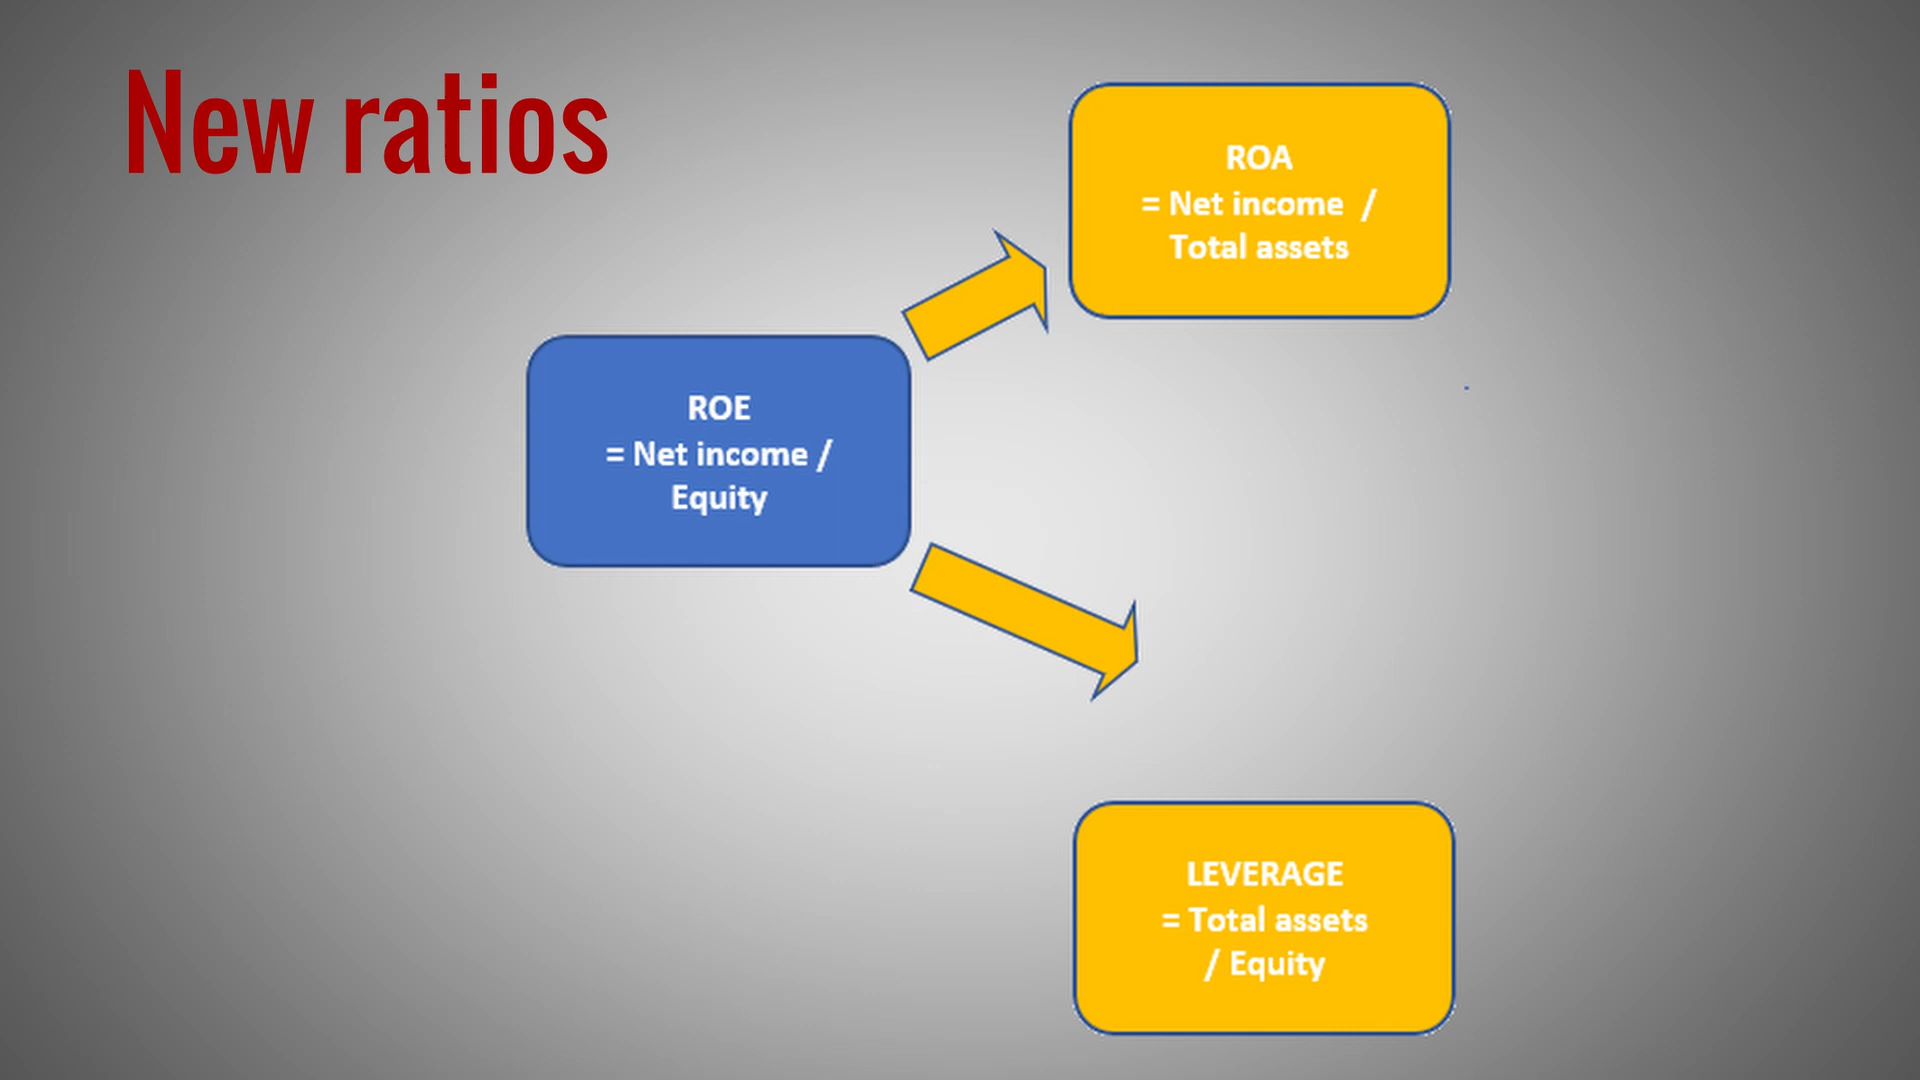 New ratios
ROA
= Net income /
Total assets
ROE
= Net income /
Equity
LEVERAGE
= Total assets
/ Equity